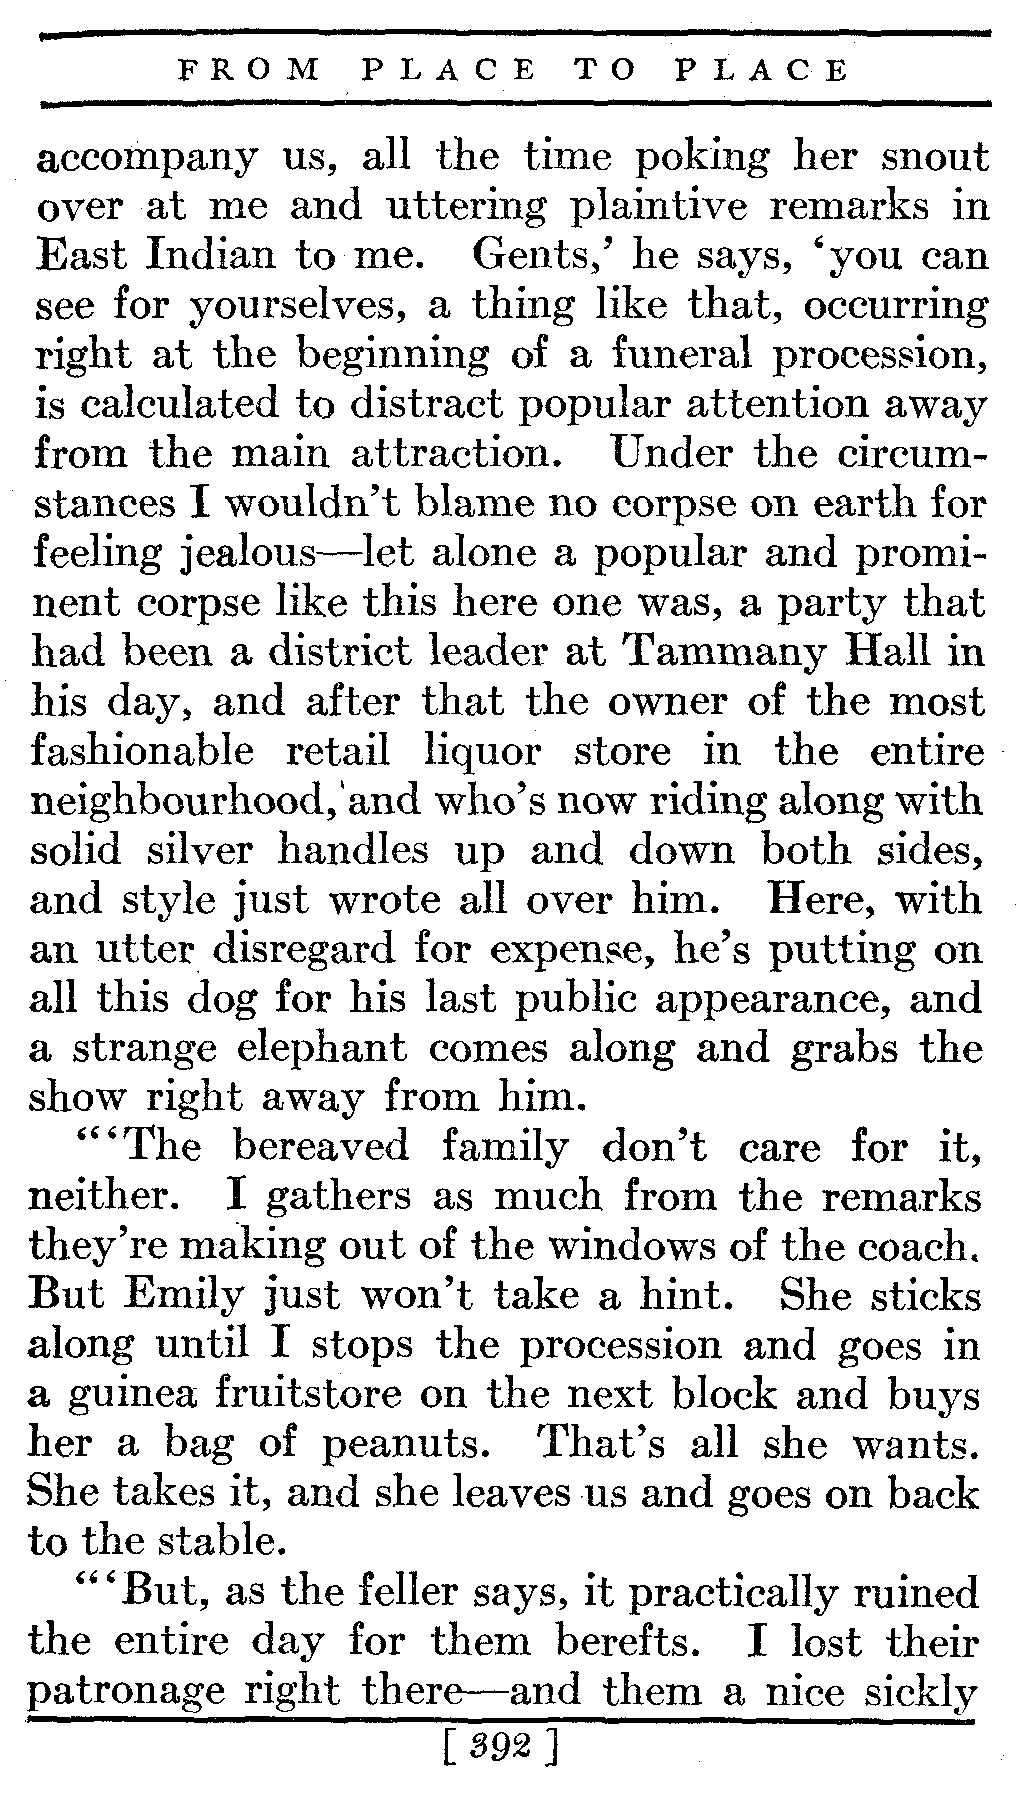 FROM PLACE TO PLACE
accompany us, all the time poking her snout
over at me and uttering plaintive remarks in
East Indian to me. Gents,’ he says, ‘you can
see for yourselves, a thing like that, occurring
right at the beginning of a funeral procession,
is calculated to distract popular attention away
from the main attraction. Under the circum-
stances I wouldn’t blame no corpse on earth for
feeling jealous—let alone a popular and promi-
nent corpse like this here one was, a party that
had been a district leader at Tammany Hall in
his day, and after that the owner of the most
fashionable retail liquor store in the entire
neighbourhood, and who’s now riding along with
solid silver handles up and down both sides,
and style just wrote all over him. Here, with
an utter disregard for expense, he’s putting on
all this dog for his last public appearance, and
a strange elephant comes along and grabs the
show right away from him.
“‘The bereaved family don’t care for it,
neither. I gathers as much from the remarks
they’re making out of the windows of the coach.
But Emily just won’t take a hint. She sticks
along until I stops the procession and goes in
a guinea fruitstore on the next block and buys
her a bag of peanuts. That’s all she wants.
She takes it, and she leaves us and goes on back
to the stable.
“‘But, as the feller says, it practically ruined
the entire day for them berefts. I lost their
patronage right there—and them a nice sickly
[ 392 ]